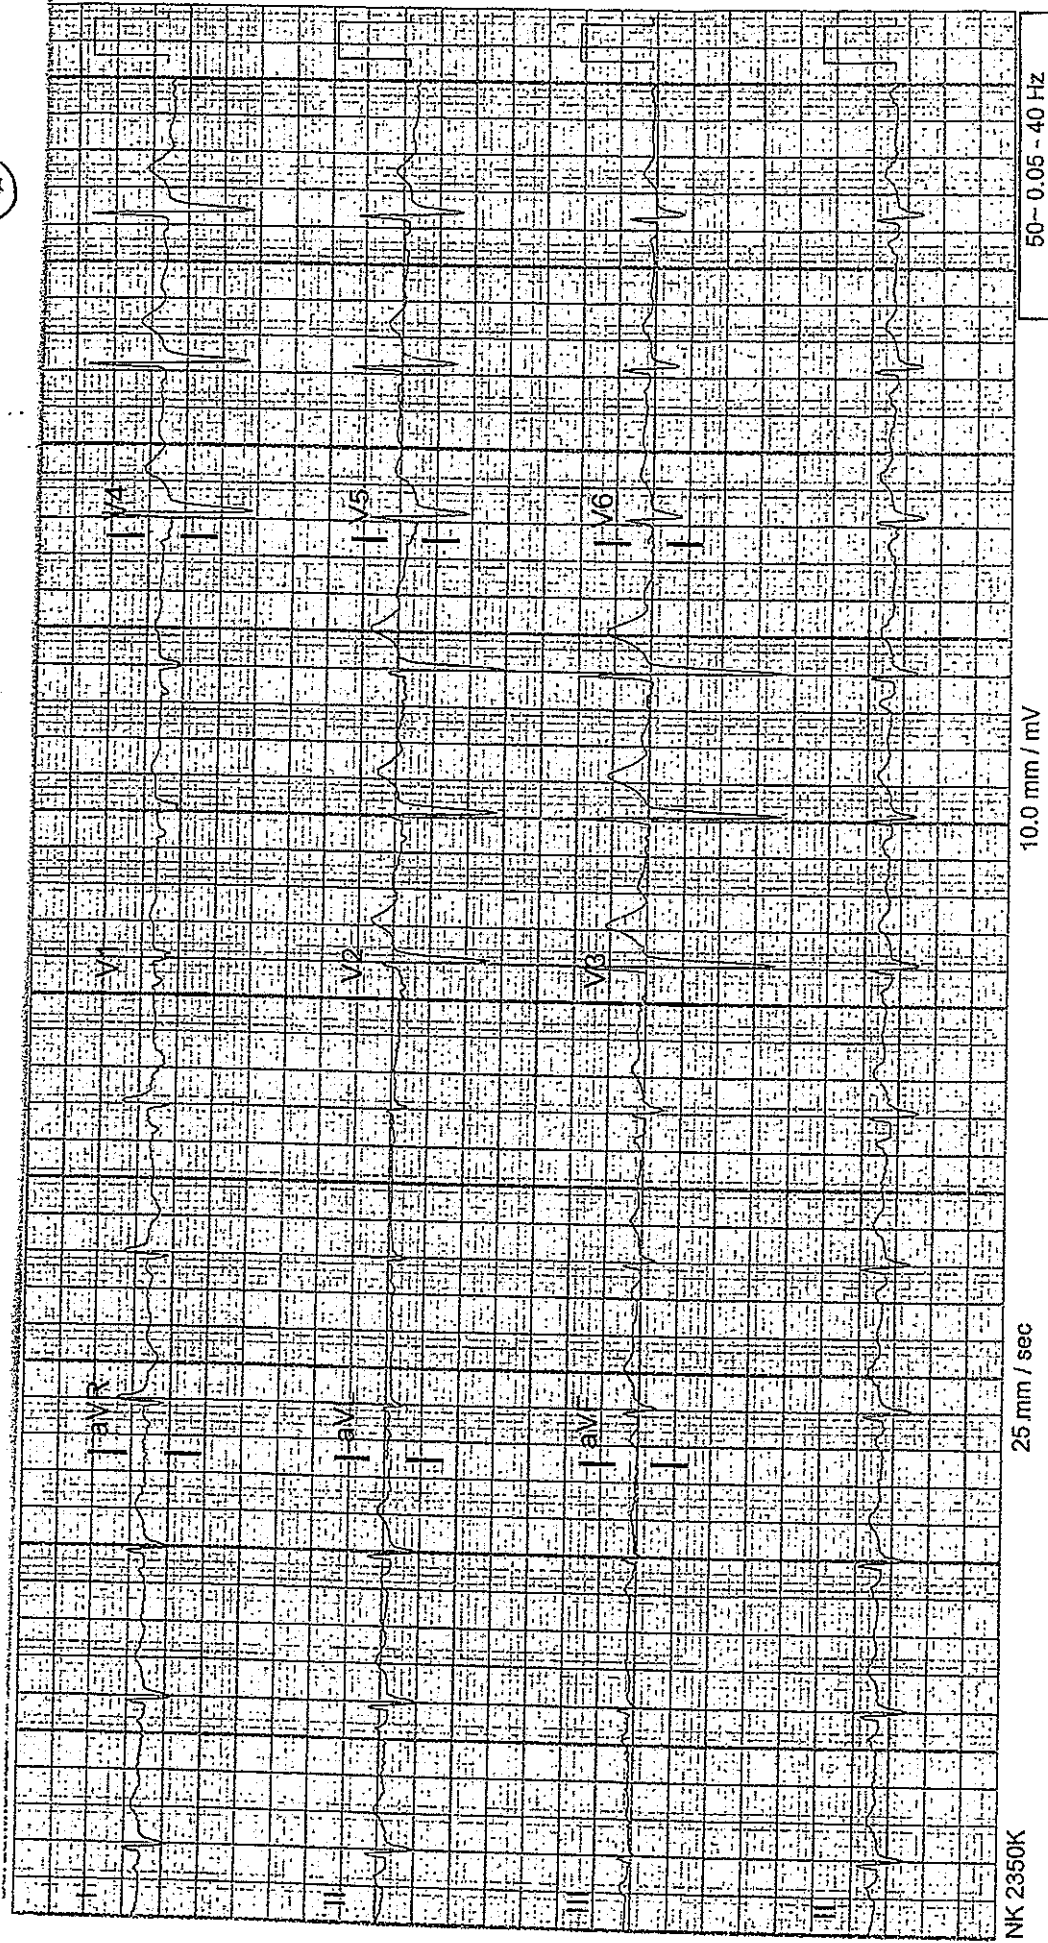 I aVR V1 V4
II aVL V2 V5
III aVF V3 V6
II
NK 2350K 25 mm / sec 10.0 mm / mV 50~ 0.05 - 40 Hz